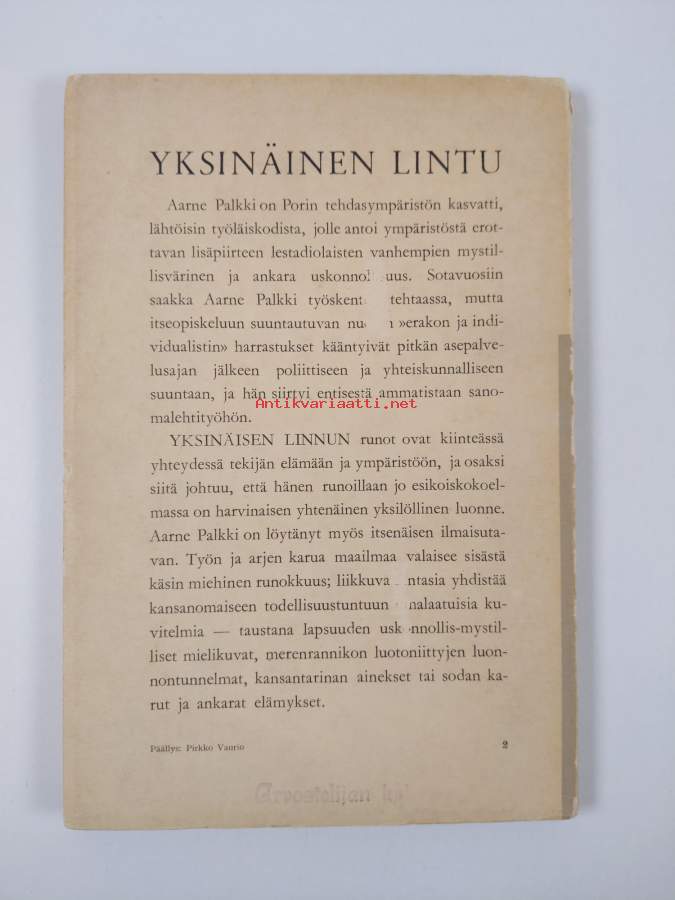 YKSINÄINEN LINTU
Aarne Palkki on Porin tehdasympäristön kasvatti,
lähtöisin työläiskodista, jolle antoi ympäristöstä erot-
tavan lisäpiirteen lestadiolaisten vanhempien mystil-
lisvärinen ja ankara uskonnol uus. Sotavuosiin
saakka Aarne Palkki työskent tehtaassa, mutta
itseopiskeluun suuntautuvan nu n »erakon ja indi-
vidualistin» harrastukset kääntyivät pitkän asepalve-
lusajan jälkeen poliittiseen ja yhteiskunnalliseen
suuntaan, ja hän siirtyi entisestä ammatistaan sano-
Antikvariaatti.net
malehtityöhön.
YKSINÄISEN LINNUN runot ovat kiinteässä
yhteydessä tekijän elämään ja ympäristöön, ja osaksi
siitä johtuu, että hänen runoillaan jo esikoiskokoel-
massa on harvinaisen yhtenäinen yksilöllinen luonne.
Aarne Palkki on löytänyt myös itsenäisen ilmaisuta-
van. Työn ja arjen karua maailmaa valaisee sisästä
käsin miehinen runokkuus; liikkuva ntasia yhdistää
kansanomaiseen todellisuustuntuun malaatuisia ku-
vitelmia — taustana lapsuuden usk nnollis-mystil-
liset mielikuvat, merenrannikon luotoniittyjen luon-
nontunnelmat, kansantarinan ainekset tai sodan ka-
rut ja ankarat elämykset.
Päällys: Pirkko Vaurio 2
Arvostelijan